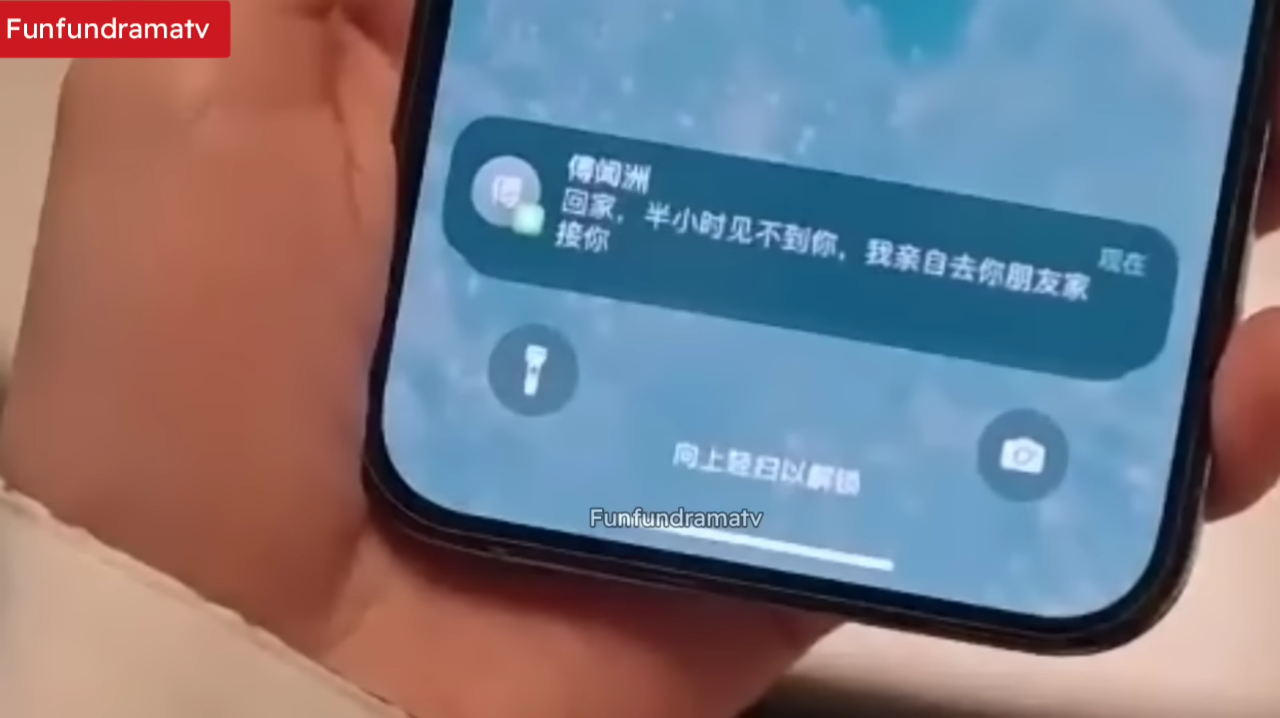 Funfundramatv
傅
傅闻洲
现在
回家，半小时见不到你，我亲自去你朋友家
接你
向上轻扫以解锁
Funfundramatv